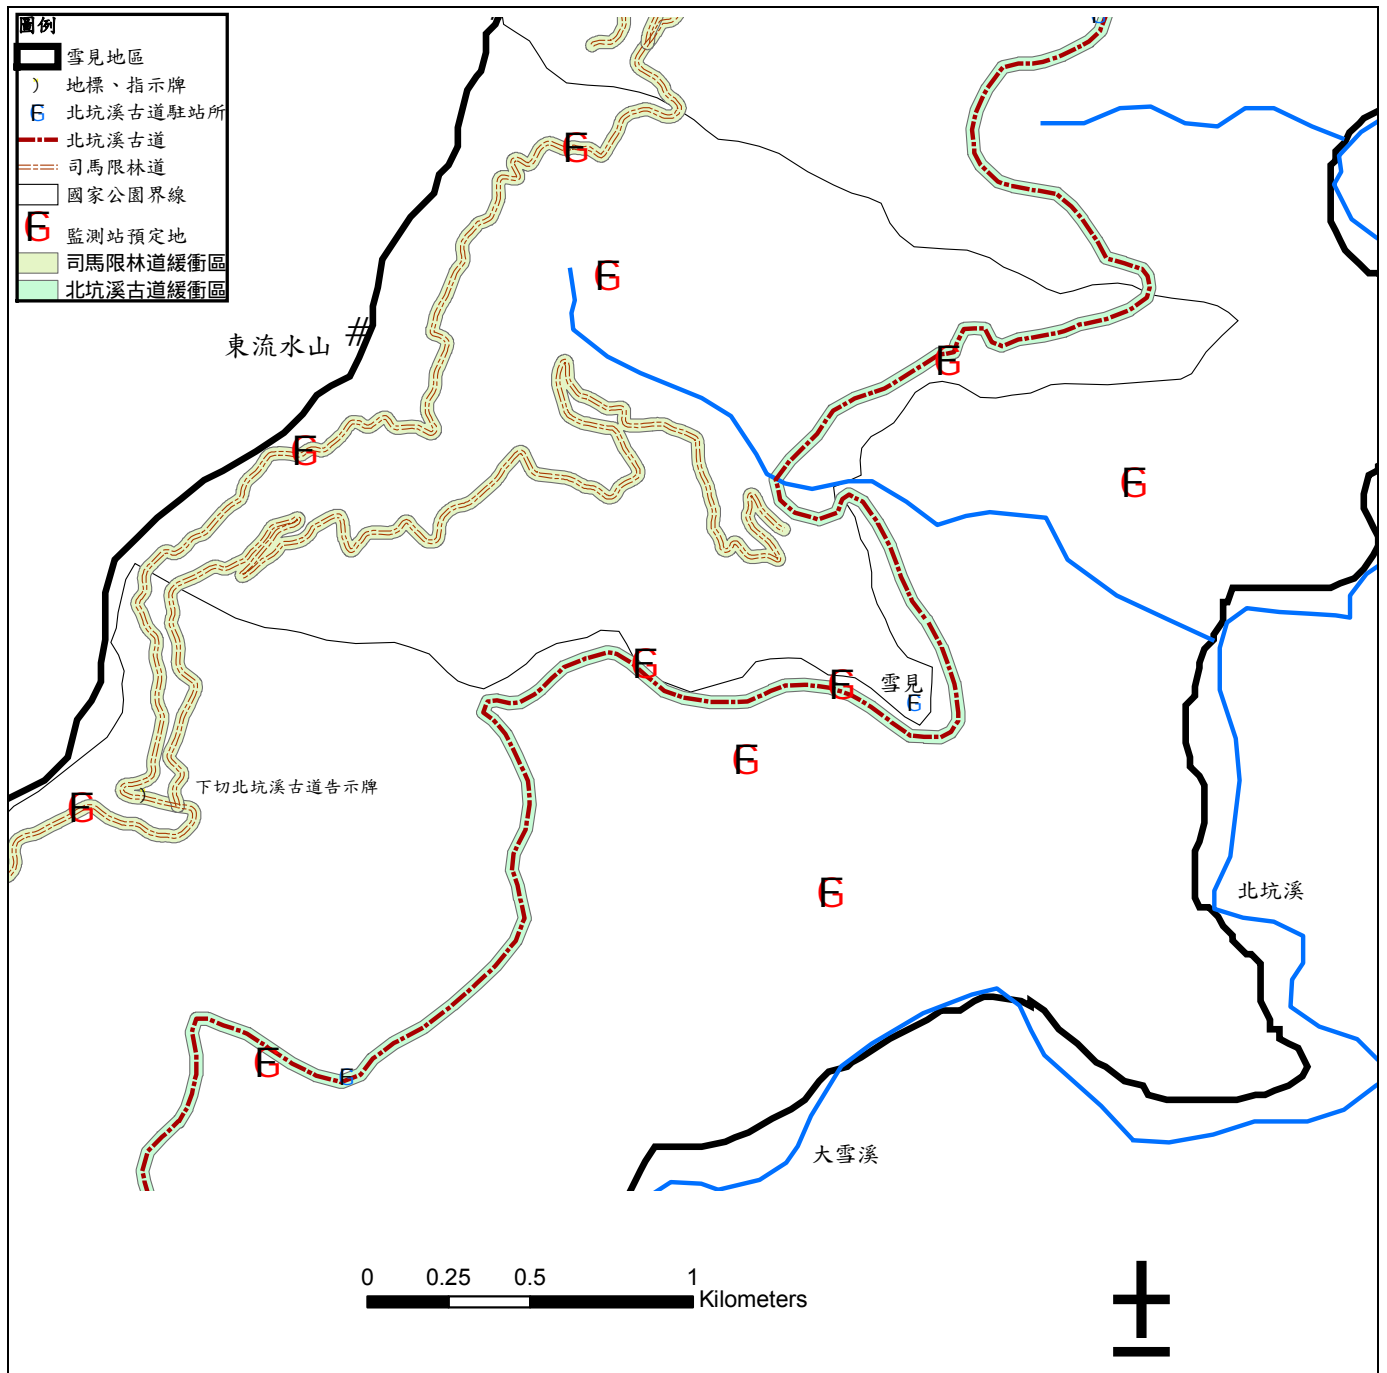 圖例
雪見地區
地標、指示牌
北坑溪古道駐站所
北坑溪古道
司馬限林道
國家公園界線
監測站預定地
司馬限林道緩衝區
北坑溪古道緩衝區
東流水山
雪見
下切北坑溪古道告示牌
北坑溪
大雪溪
0 0.25 0.5 1
Kilometers